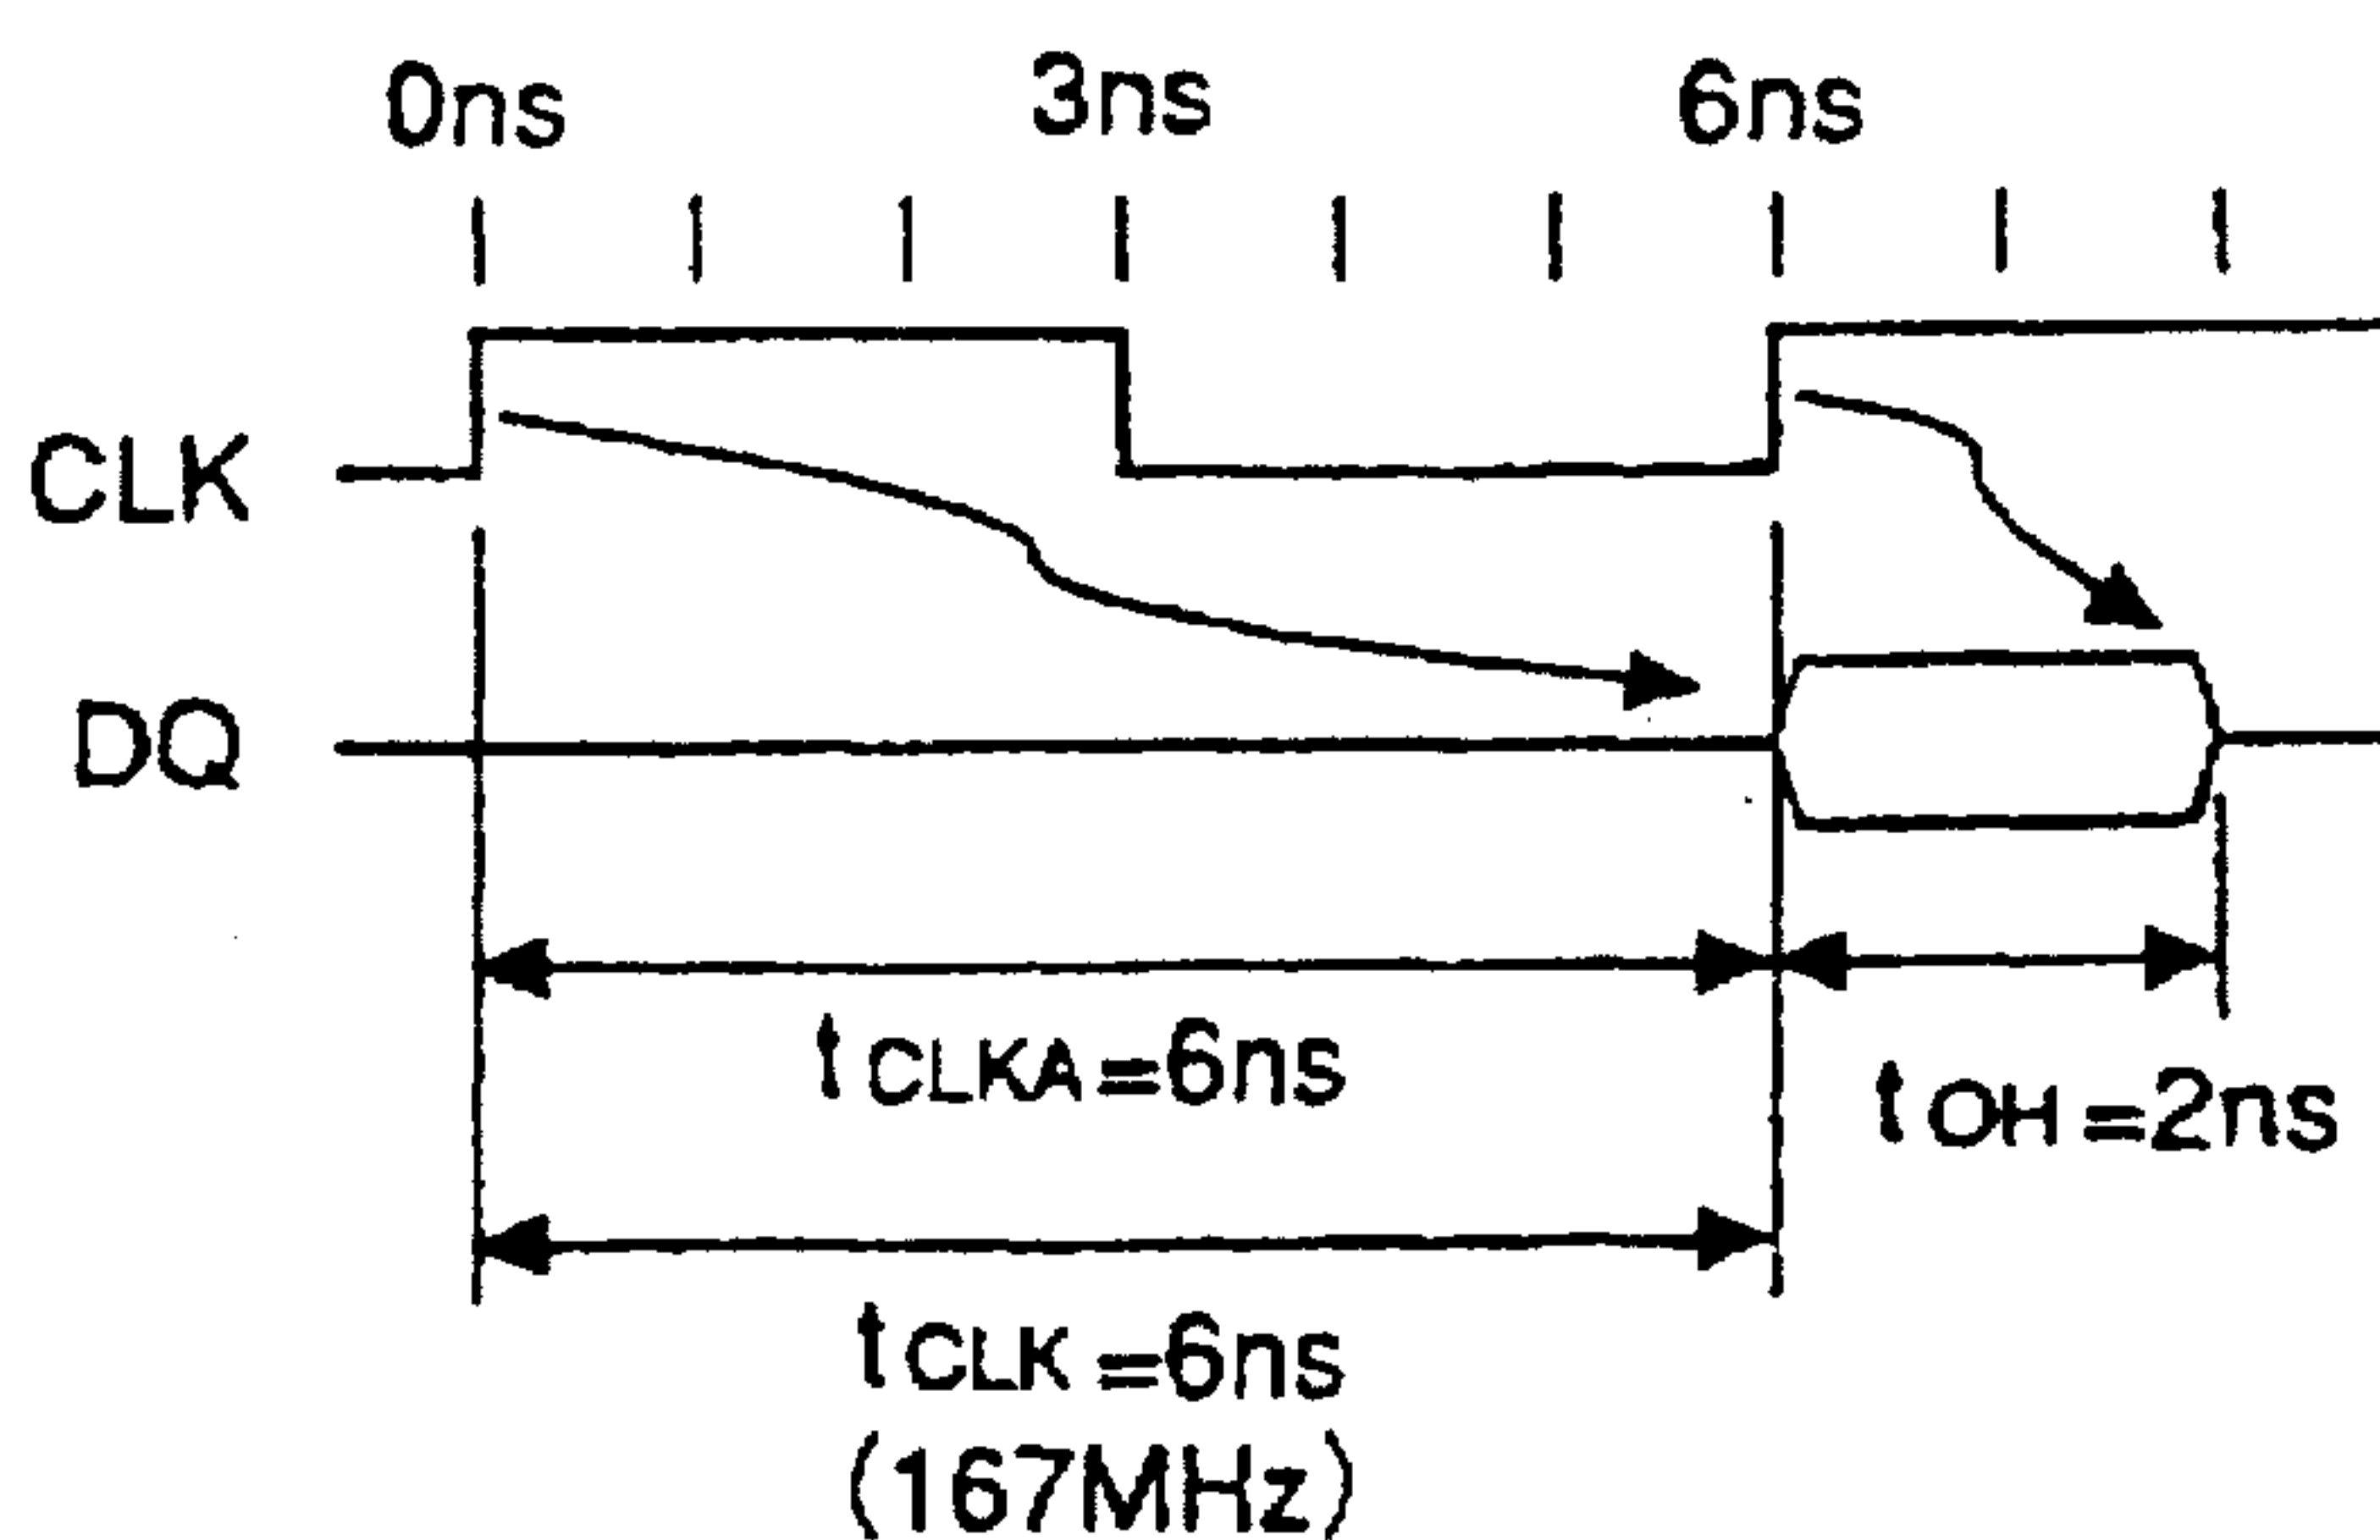 0ns 3ns 6ns
CLK
DQ
tCLKA=6ns
tOH=2ns
tCLK=6ns
(167MHz)